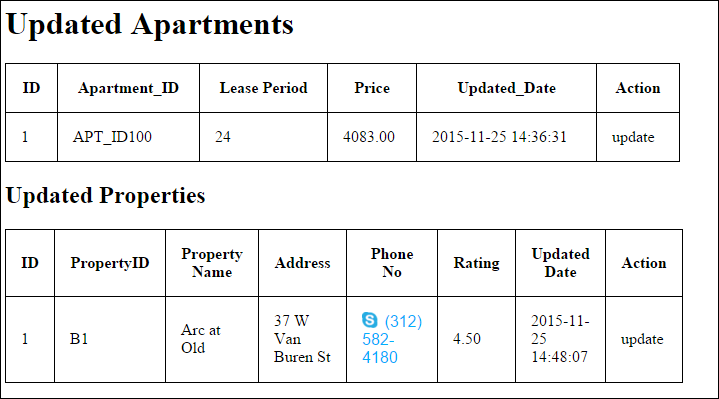 Updated Apartments
ID Apartment_ID Lease Period Price Updated_Date Action
1 APT_ID100 24 4083.00 2015-11-25 14:36:31 update
Updated Properties
ID PropertyID Property Name Address Phone No Rating Updated Date Action
1 B1 Arc at Old 37 W Van Buren St (312) 582-4180 4.50 2015-11-25 14:48:07 update